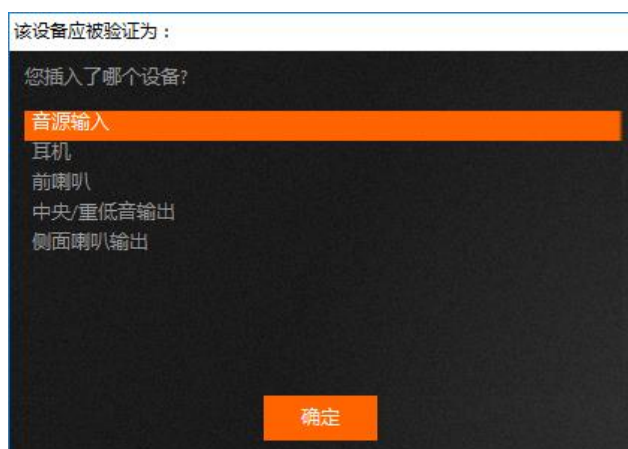 该设备应被验证为：
您插入了哪个设备?
音源输入
耳机
前喇叭
中央/重低音输出
侧面喇叭输出
确定